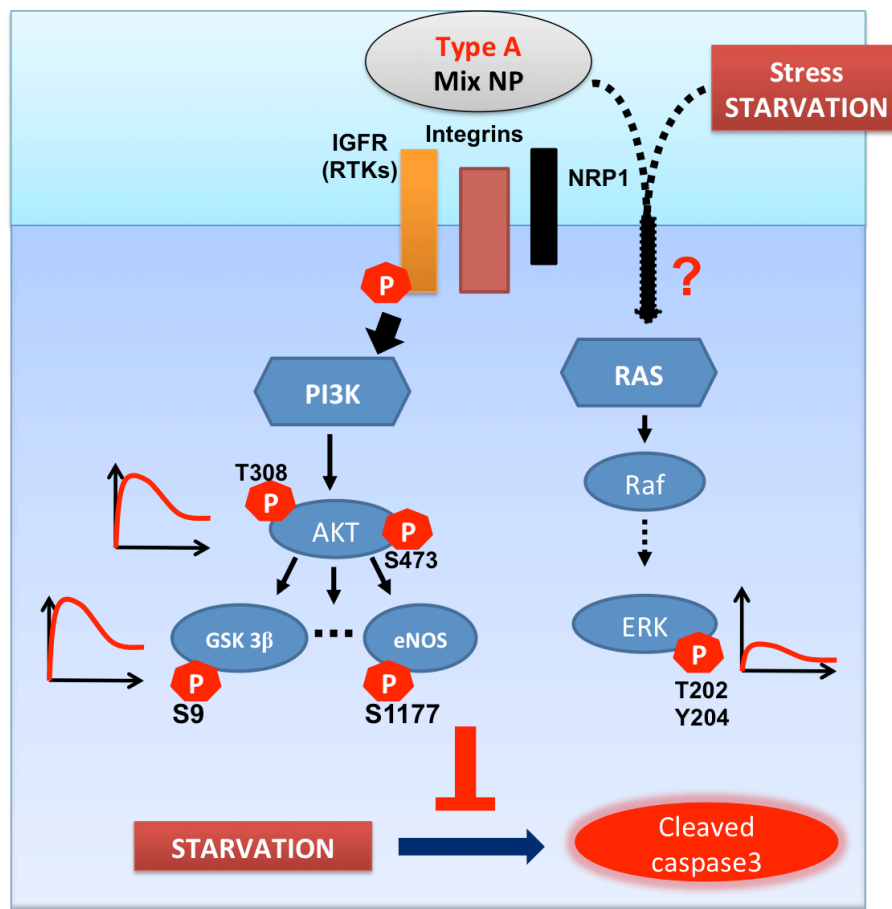 Type A
Mix NP
Stress
STARVATION
IGFR
(RTKs)
Integrins
NRP1
P
?
PI3K
RAS
T308
P
AKT
P
S473
Raf
GSK 3β
eNOS
ERK
P
S9
P
S1177
P
T202
Y204
STARVATION
Cleaved
caspase3